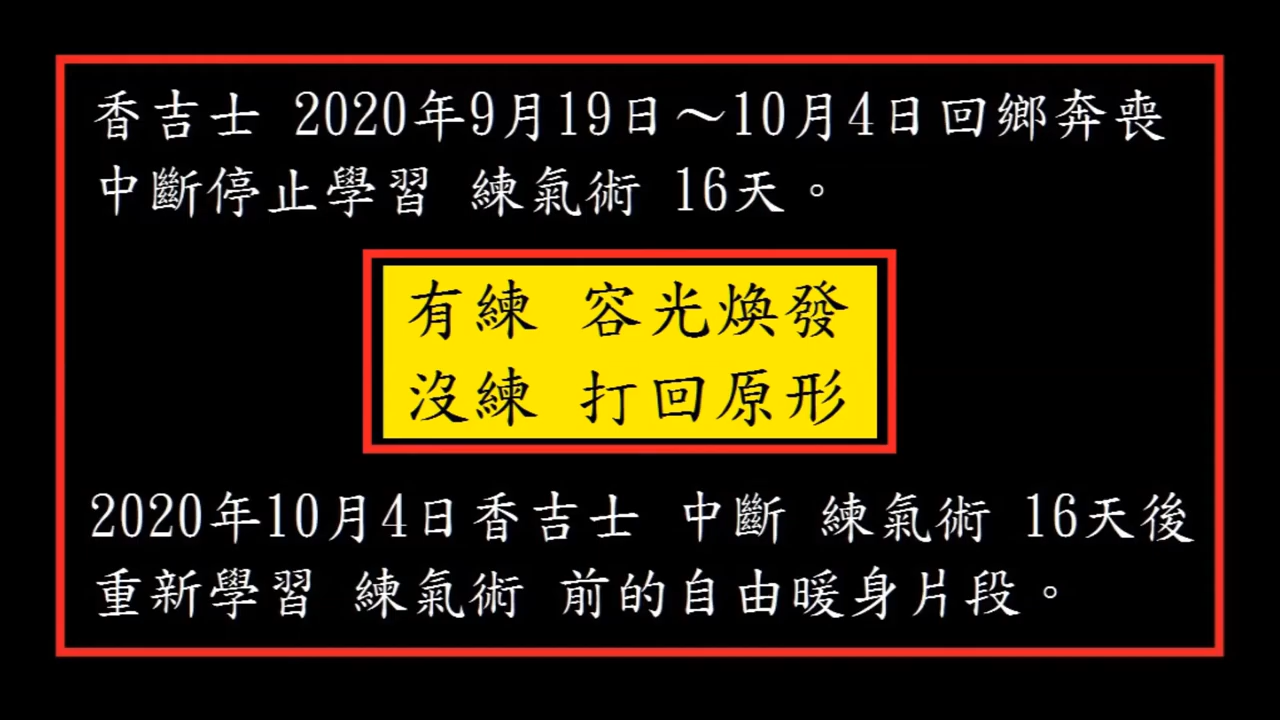 香吉士 2020年9月19日～10月4日回鄉奔喪
中斷停止學習 練氣術 16天。
有練 容光煥發
沒練 打回原形
2020年10月4日香吉士 中斷 練氣術 16天後
重新學習 練氣術 前的自由暖身片段。